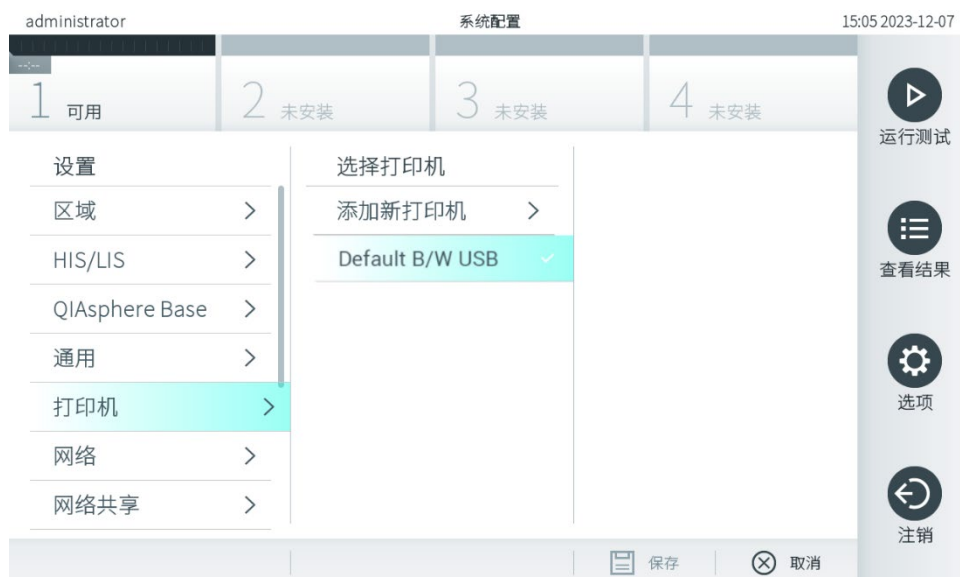 administrator
系统配置
15:05 2023-12-07
--:--
1 可用
2 未安装
3 未安装
4 未安装
设置
区域
HIS/LIS
QIAsphere Base
通用
打印机
网络
网络共享
选择打印机
添加新打印机
Default B/W USB
运行测试
查看结果
选项
注销
保存
取消